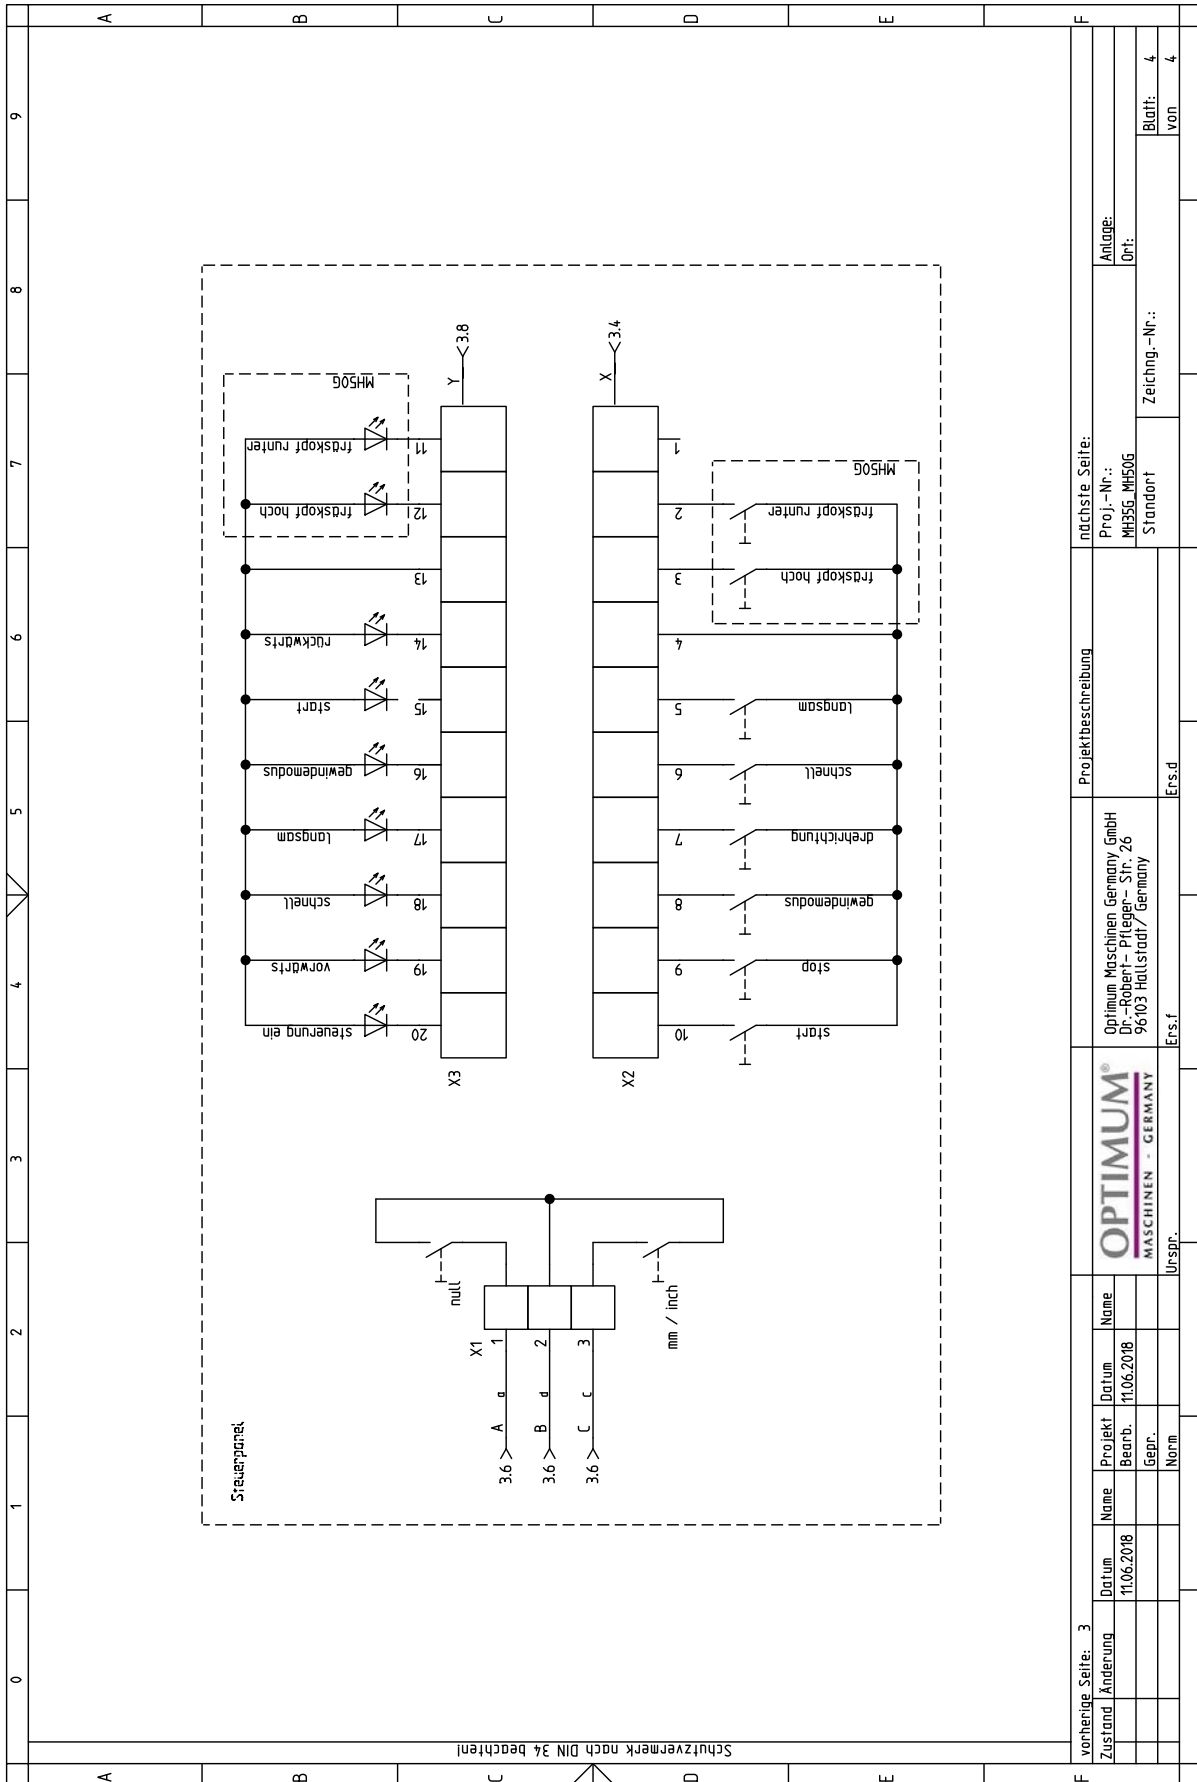 0 1 2 3 4 5 6 7 8 9
A
B
C
D
E
F
A
B
C
D
E
F
Schutzvermerk nach DIN 34 beachten!
Steuerpanel
3.6 A a
3.6 B d
3.6 C c
X1
1
2
3
null
mm / inch
X3
20 19 18 17 16 15 14 13 12 11
steuerung ein
vorwärts
schnell
langsam
gewindemodus
start
rückwärts
fräskopf hoch
fräskopf runter
MH50G
Y 3.8
X2
10 9 8 7 6 5 4 3 2 1
start
stop
gewindemodus
drehrichtung
schnell
langsam
fräskopf hoch
fräskopf runter
MH50G
X 3.4
vorherige Seite: 3
nächste Seite:
Zustand Änderung Datum Name Projekt Datum Name
11.06.2018 Bearb. 11.06.2018
Gepr.
Norm
Urspr.
Ers.f
Ers.d
OPTIMUM®
MASCHINEN - GERMANY
Optimum Maschinen Germany GmbH
Dr.-Robert- Pfleger- Str. 26
96103 Hallstadt/ Germany
Projektbeschreibung
Proj.-Nr.:
MH35G_MH50G
Standort
Anlage:
Ort:
Zeichng.-Nr.:
Blatt: 4
von 4